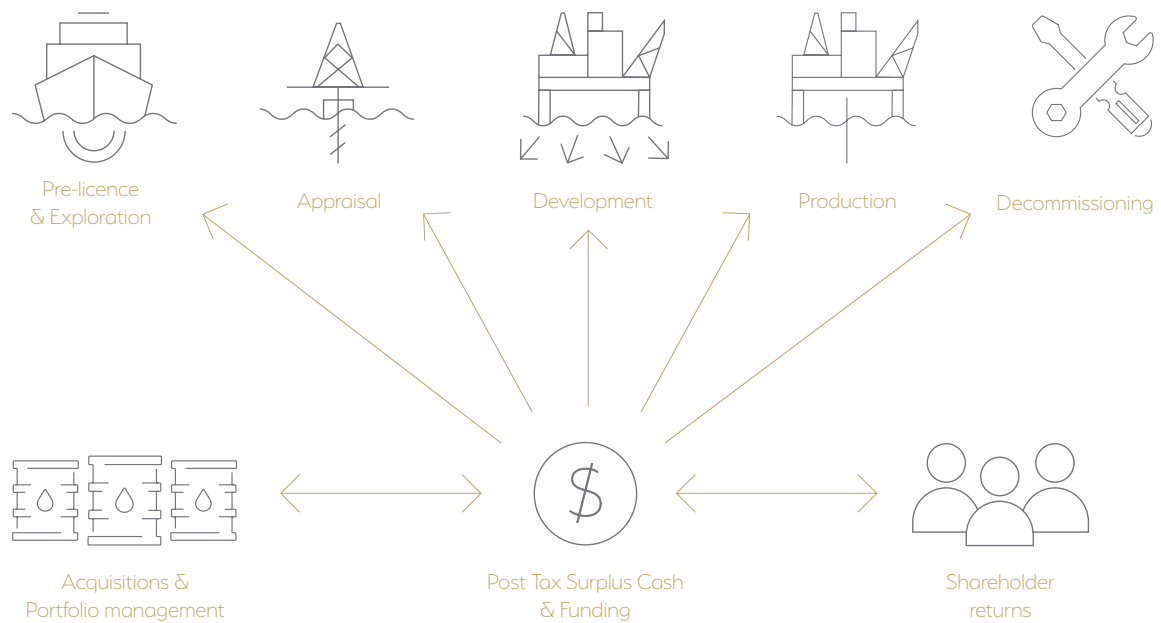 Pre-licence
& Exploration
Appraisal
Development
Production
Decommissioning
$
Acquisitions &
Portfolio management
Post Tax Surplus Cash
& Funding
Shareholder
returns